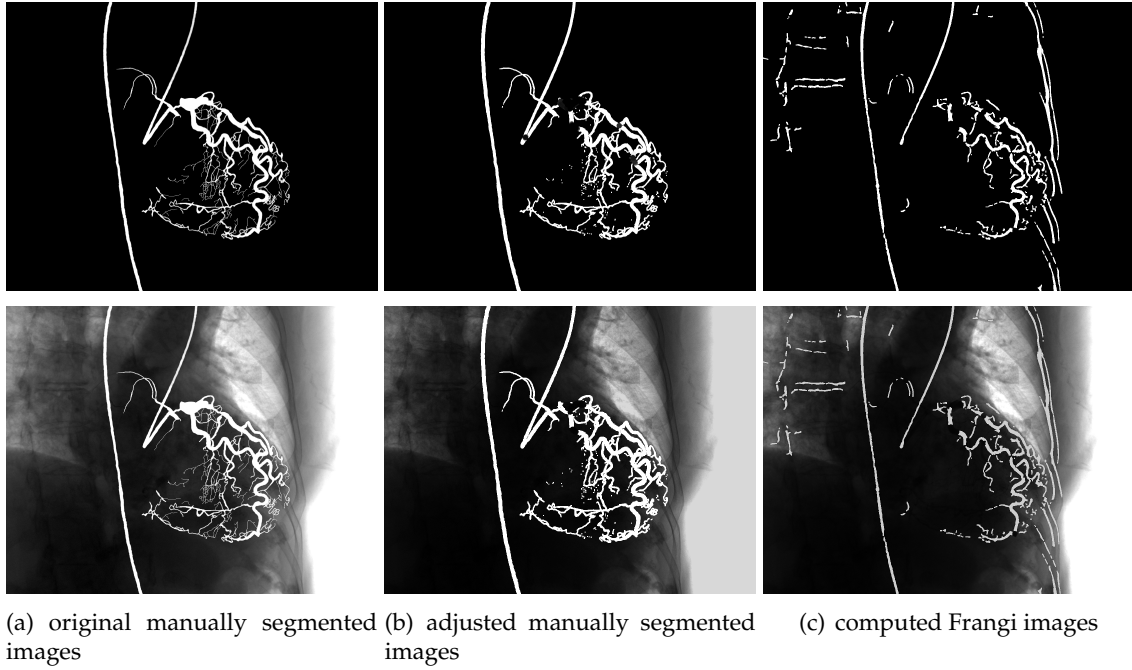 (a) original manually segmented
images
(b) adjusted manually segmented
images
(c) computed Frangi images